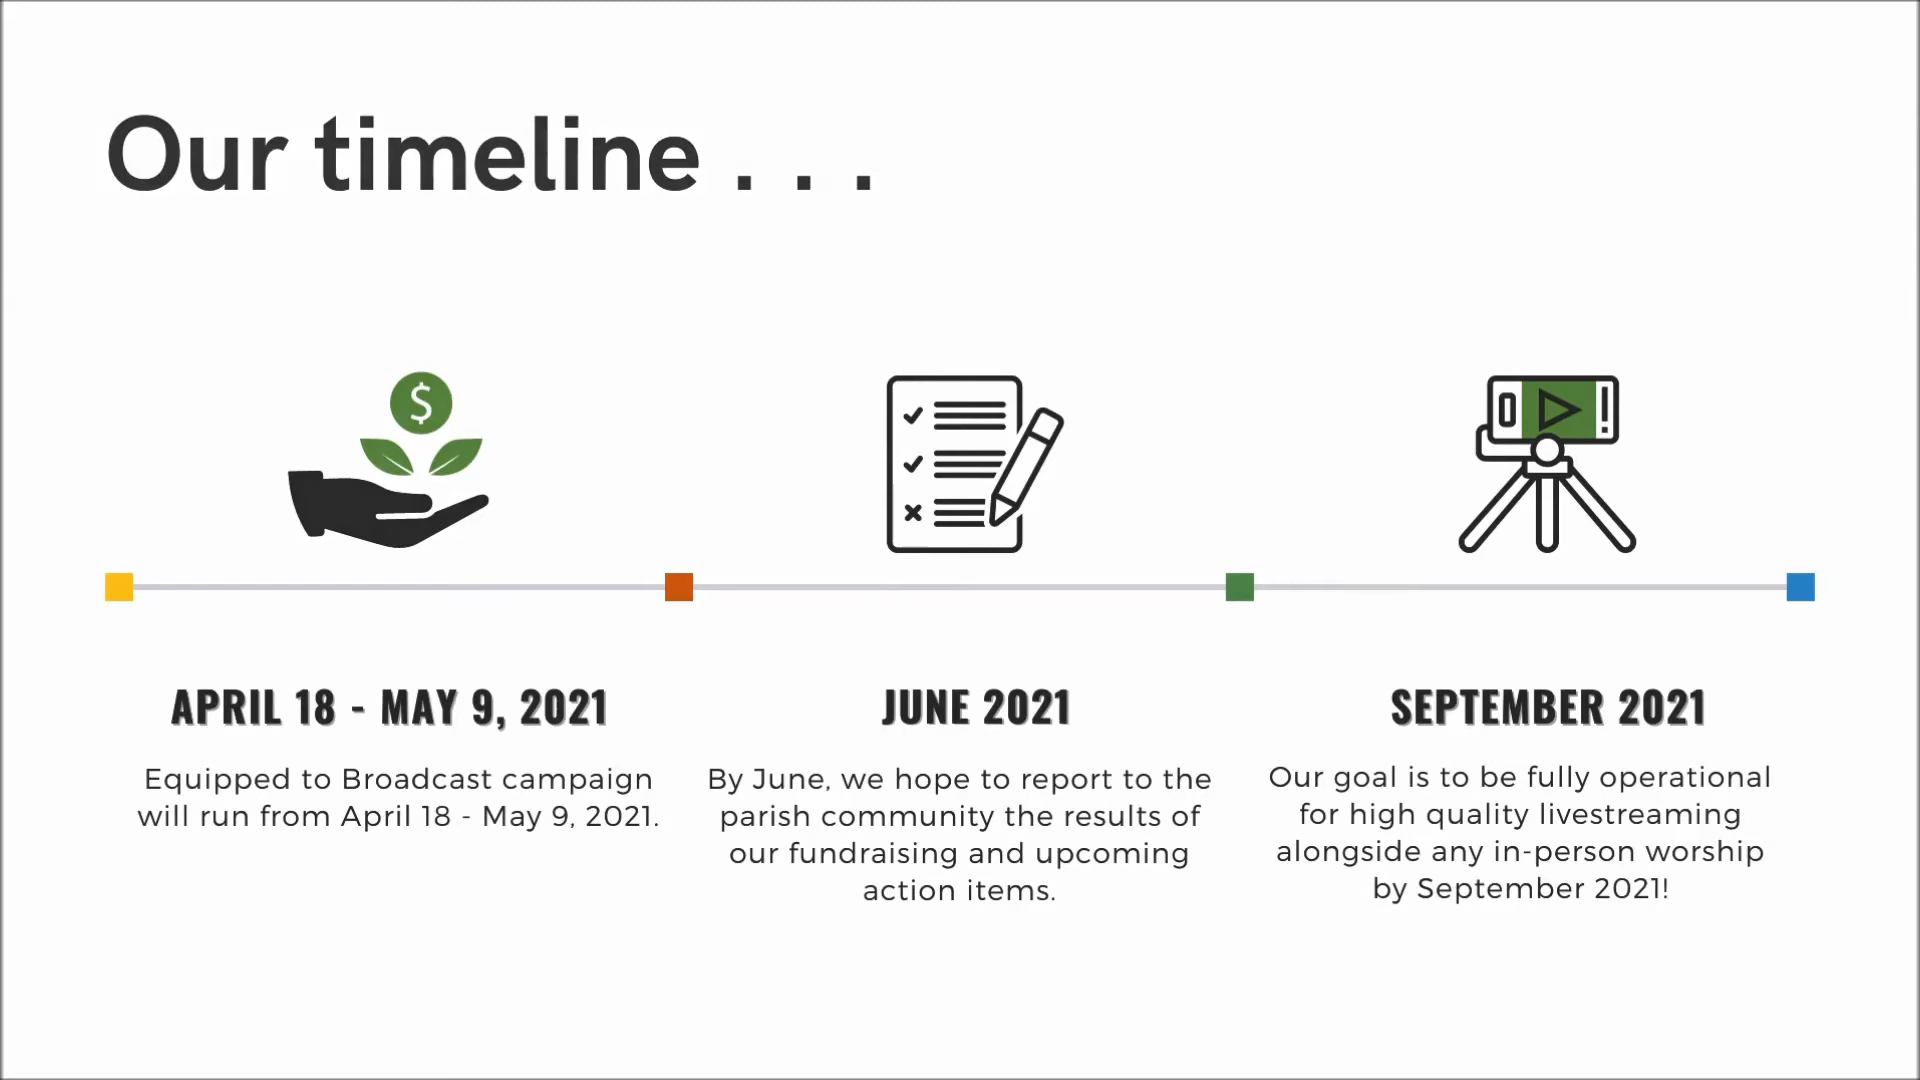 Our timeline . . .
$
APRIL 18 - MAY 9, 2021
Equipped to Broadcast campaign
will run from April 18 - May 9, 2021.
JUNE 2021
By June, we hope to report to the
parish community the results of
our fundraising and upcoming
action items.
SEPTEMBER 2021
Our goal is to be fully operational
for high quality livestreaming
alongside any in-person worship
by September 2021!